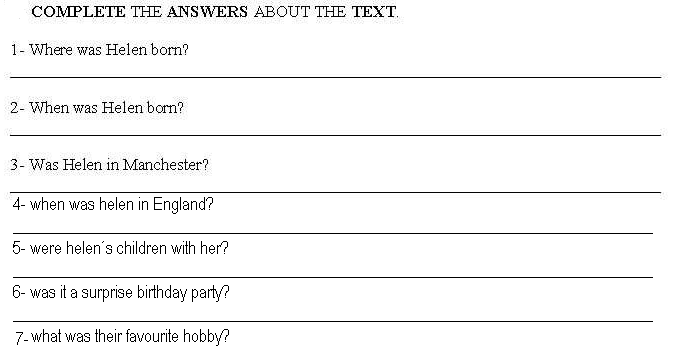 COMPLETE THE ANSWERS ABOUT THE TEXT.
1- Where was Helen born?
2- When was Helen born?
3- Was Helen in Manchester?
4- when was helen in England?
5- were helen´s children with her?
6- was it a surprise birthday party?
7- what was their favourite hobby?